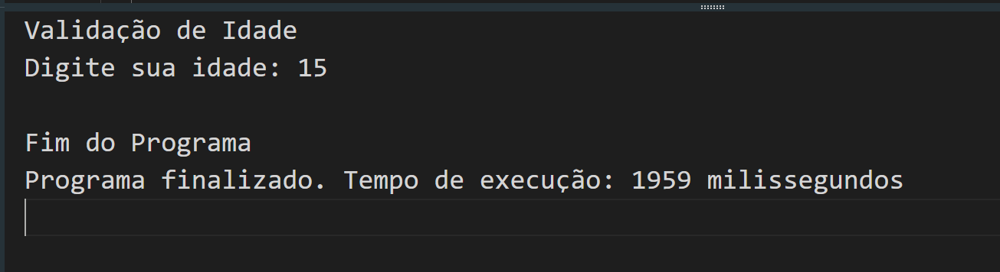 Validação de Idade
Digite sua idade: 15
Fim do Programa
Programa finalizado. Tempo de execução: 1959 milissegundos